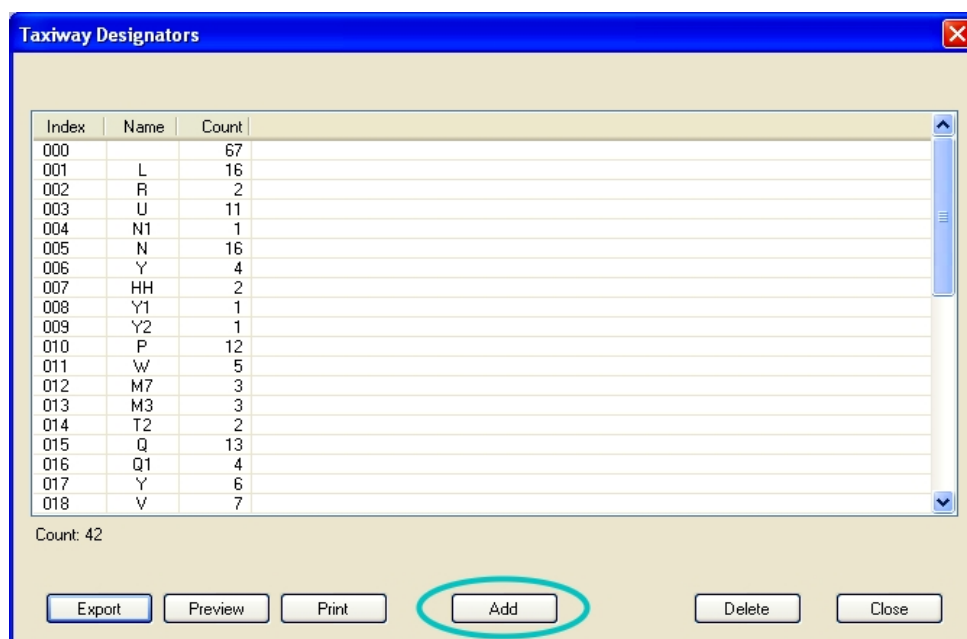 Taxiway Designators
Index Name Count
000 67
001 L 16
002 R 2
003 U 11
004 N1 1
005 N 16
006 Y 4
007 HH 2
008 Y1 1
009 Y2 1
010 P 12
011 W 5
012 M7 3
013 M3 3
014 T2 2
015 Q 13
016 Q1 4
017 Y 6
018 V 7
Count: 42
Export Preview Print Add Delete Close